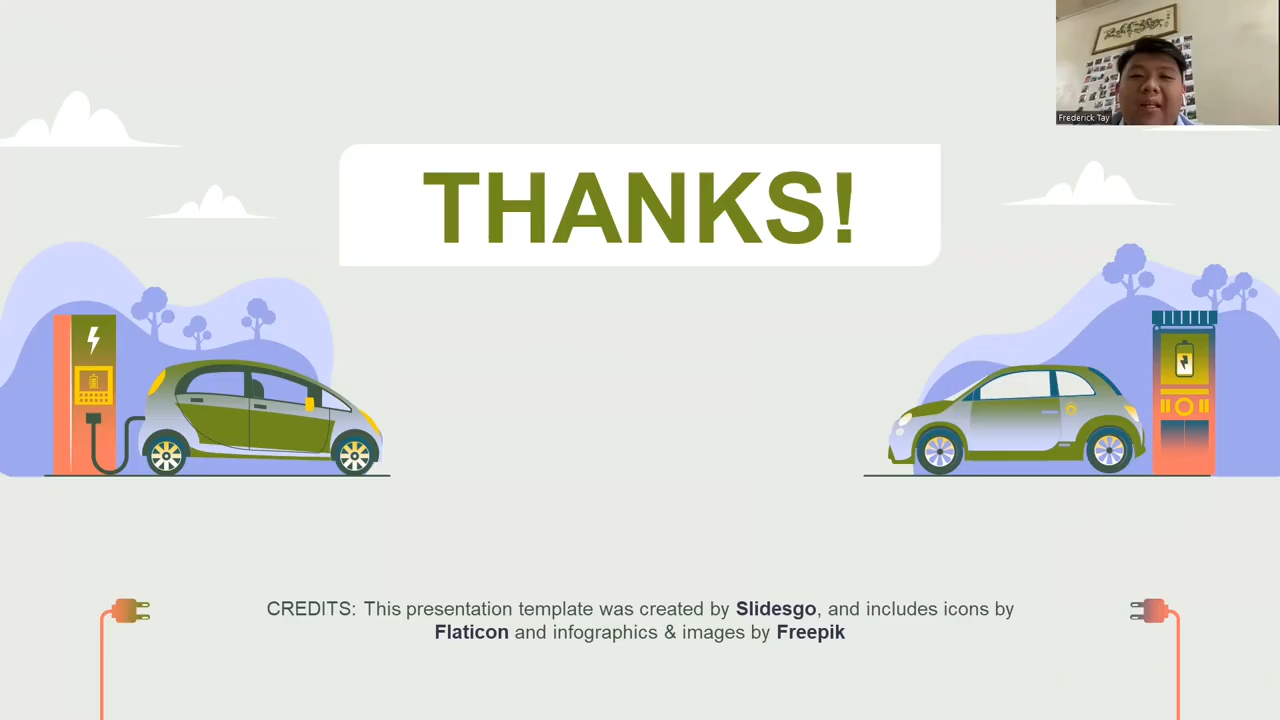 Frederick Tay
THANKS!
CREDITS: This presentation template was created by Slidesgo, and includes icons by
Flaticon and infographics & images by Freepik